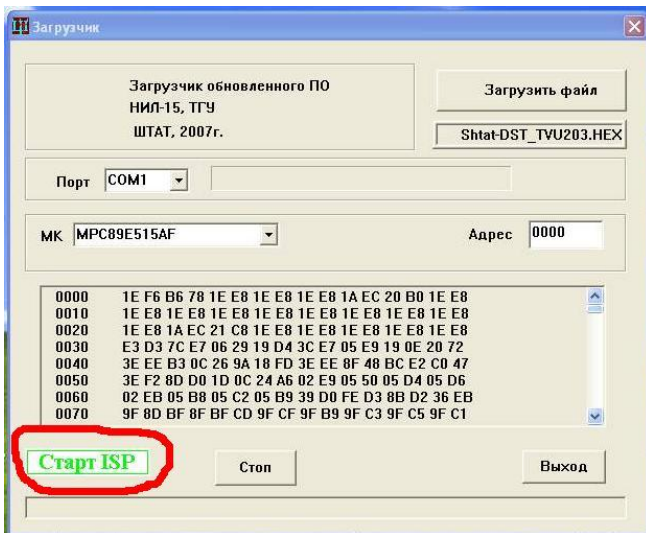 Загрузчик
Загрузчик обновленного ПО
НИЛ-15, ТГУ
ШТАТ, 2007г.
Загрузить файл
Shtat-DST_TVU203.HEX
Порт COM1
МК MPC89E515AF
Адрес 0000
0000 1E F6 B6 78 1E E8 1E E8 1E E8 1A EC 20 B0 1E E8
0010 1E E8 1E E8 1E E8 1E E8 1E E8 1E E8 1E E8 1E E8
0020 1E E8 1A EC 21 C8 1E E8 1E E8 1E E8 1E E8 1E E8
0030 E3 D3 7C E7 06 29 19 D4 3C E7 05 E9 19 0E 20 72
0040 3E EE B3 0C 26 9A 18 FD 3E EE 8F 48 BC E2 C0 47
0050 3E F2 8D D0 1D 0C 24 A6 02 E9 05 50 05 D4 05 D6
0060 02 EB 05 B8 05 C2 05 B9 39 D0 FE D3 8B D2 36 EB
0070 9F 8D BF 8F BF CD 9F CF 9F B9 9F C3 9F C5 9F C1
Старт ISP
Стоп
Выход